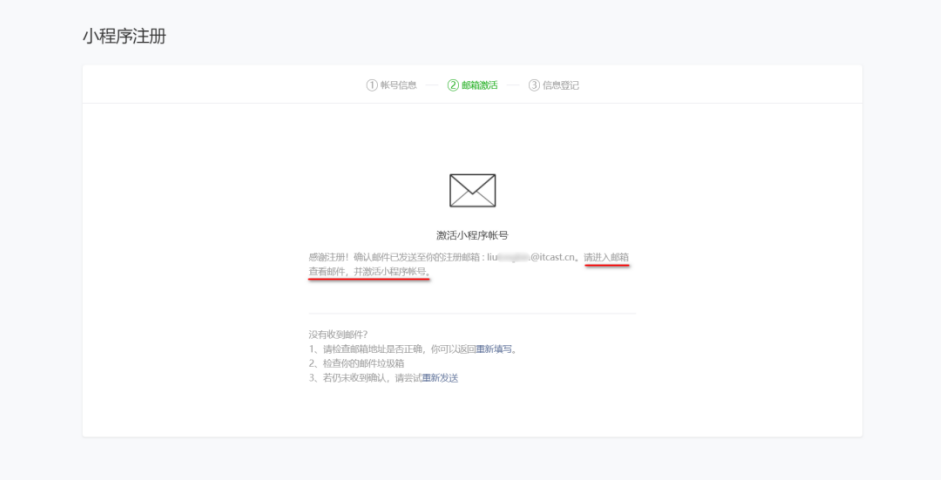 小程序注册
① 帐号信息 — ② 邮箱激活 — ③ 信息登记
激活小程序帐号
感谢注册！确认邮件已发送至你的注册邮箱 : liu@itcast.cn。请进入邮箱
查看邮件，并激活小程序帐号。
没有收到邮件？
1、请检查邮箱地址是否正确，你可以返回重新填写。
2、检查你的邮件垃圾箱
3、若仍未收到确认，请尝试重新发送